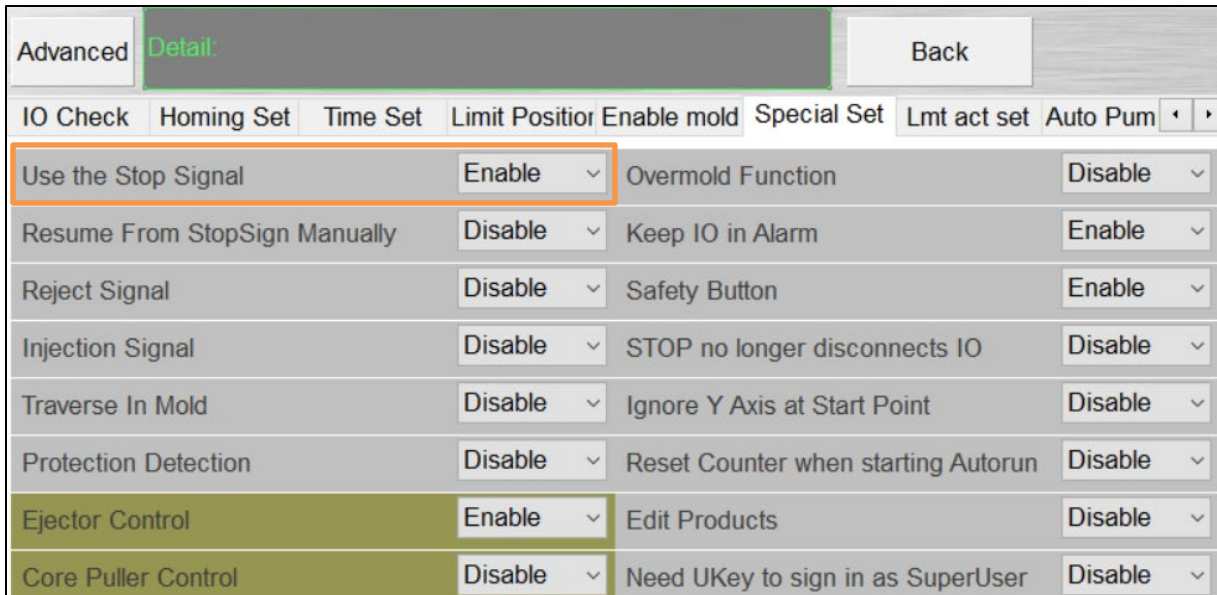 Advanced Detail: Back
IO Check Homing Set Time Set Limit Position Enable mold Special Set Lmt act set Auto Pum
Use the Stop Signal Enable Overmold Function Disable
Resume From StopSign Manually Disable Keep IO in Alarm Enable
Reject Signal Disable Safety Button Enable
Injection Signal Disable STOP no longer disconnects IO Disable
Traverse In Mold Disable Ignore Y Axis at Start Point Disable
Protection Detection Disable Reset Counter when starting Autorun Disable
Ejector Control Enable Edit Products Disable
Core Puller Control Disable Need UKey to sign in as SuperUser Disable